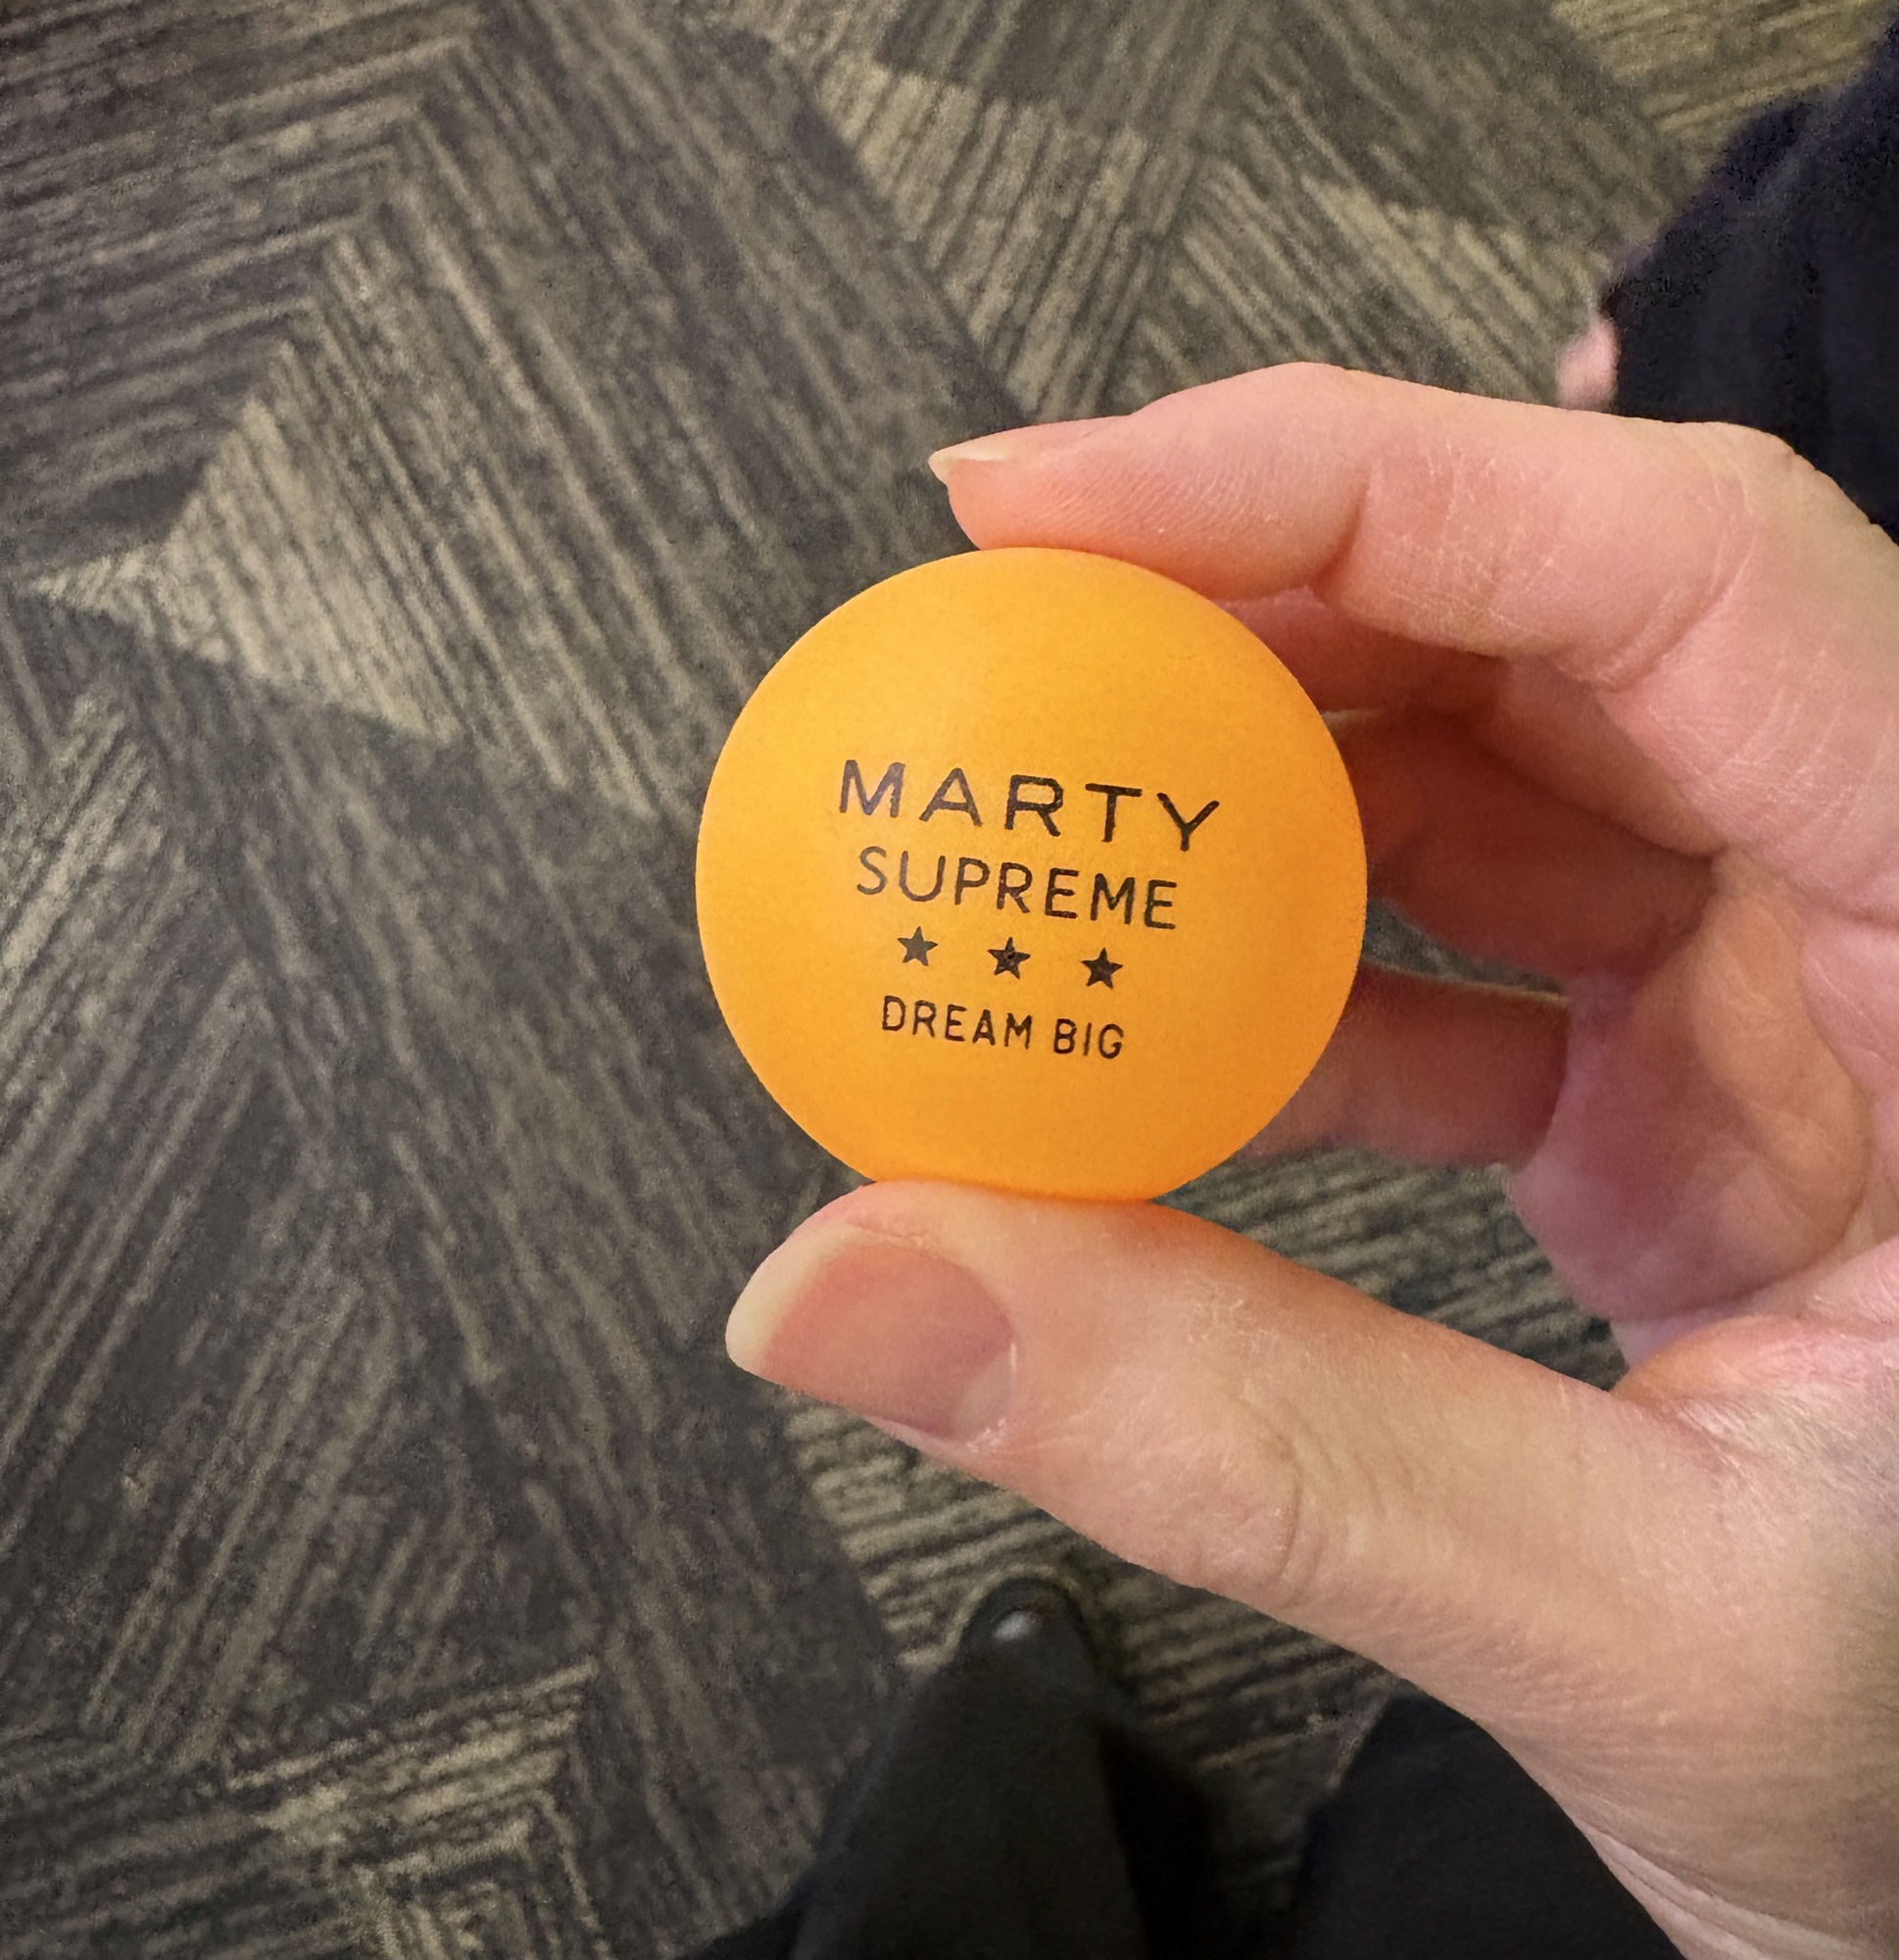 MARTY
SUPREME
★ ★ ★
DREAM BIG